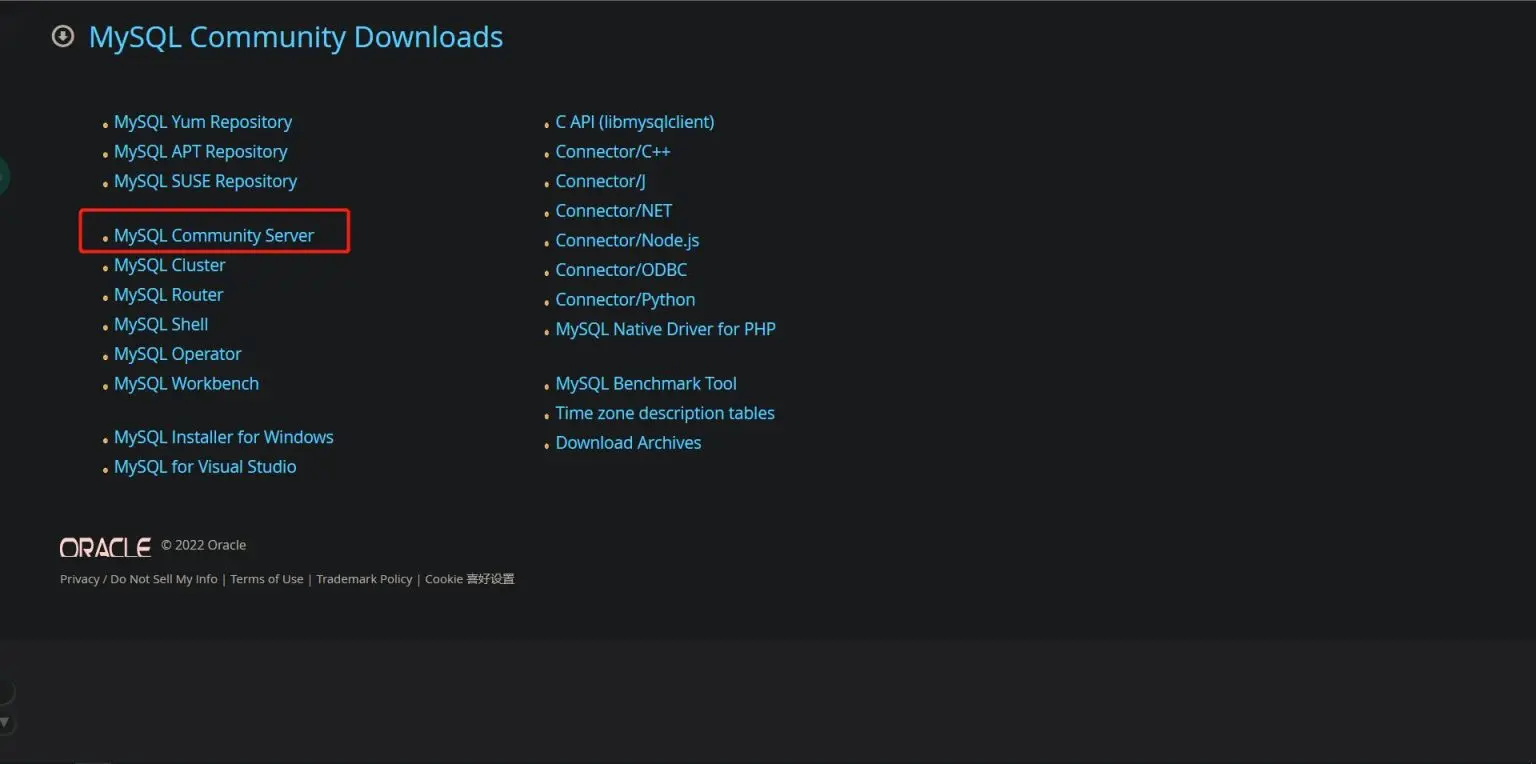 MySQL Community Downloads
MySQL Yum Repository
MySQL APT Repository
MySQL SUSE Repository
MySQL Community Server
MySQL Cluster
MySQL Router
MySQL Shell
MySQL Operator
MySQL Workbench
MySQL Installer for Windows
MySQL for Visual Studio
C API (libmysqlclient)
Connector/C++
Connector/J
Connector/NET
Connector/Node.js
Connector/ODBC
Connector/Python
MySQL Native Driver for PHP
MySQL Benchmark Tool
Time zone description tables
Download Archives
ORACLE © 2022 Oracle
Privacy / Do Not Sell My Info | Terms of Use | Trademark Policy | Cookie 喜好设置